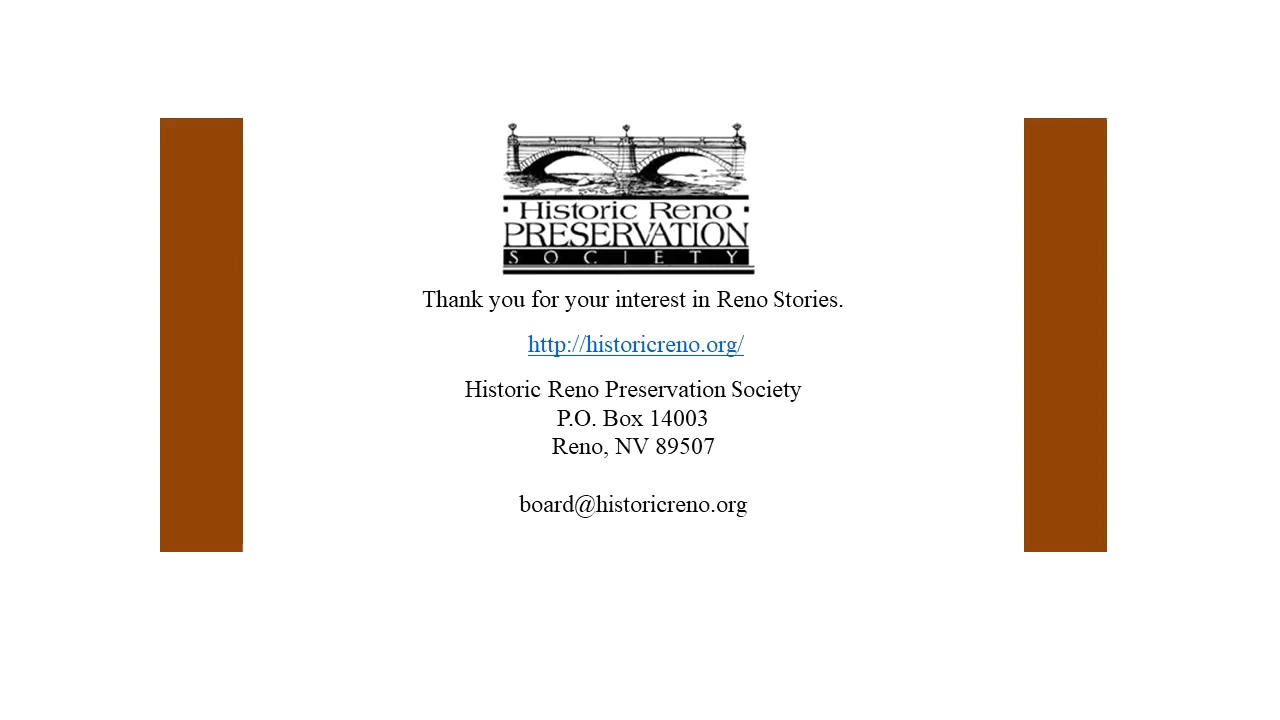 Historic Reno
PRESERVATION
SOCIETY
Thank you for your interest in Reno Stories.
http://historicreno.org/
Historic Reno Preservation Society
P.O. Box 14003
Reno, NV 89507
board@historicreno.org